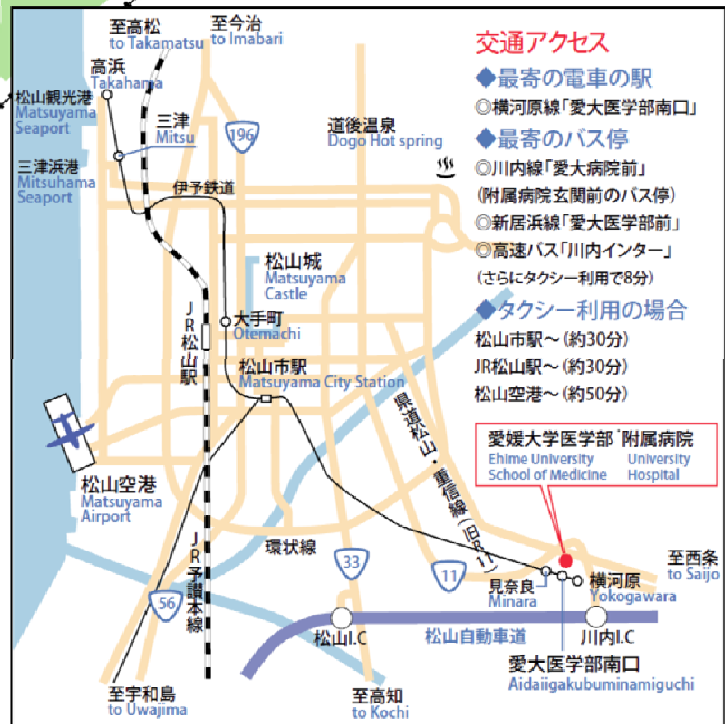 至高松
to Takamatsu
至今治
to Imabari
高浜
Takahama
松山観光港
Matsuyama
Seaport
三津
Mitsu
196
道後温泉
Dogo Hot spring
三津浜港
Mitsuhama
Seaport
伊予鉄道
松山城
Matsuyama
Castle
大手町
Otemachi
JR松山駅
松山市駅
Matsuyama City Station
県道松山・重信線(旧R11)
松山空港
Matsuyama
Airport
環状線
JR予讃本線
33
11
56
見奈良
Minara
横河原
Yokogawara
至西条
to Saijo
松山I.C
松山自動車道
川内I.C
愛大医学部南口
Aidaiigakubuminamiguchi
至宇和島
to Uwajima
至高知
to Kochi
交通アクセス
◆最寄の電車の駅
◎横河原線「愛大医学部南口」
◆最寄のバス停
◎川内線「愛大病院前」
(附属病院玄関前のバス停)
◎新居浜線「愛大医学部前」
◎高速バス「川内インター」
(さらにタクシー利用で8分)
◆タクシー利用の場合
松山市駅〜(約30分)
JR松山駅〜(約30分)
松山空港〜(約50分)
愛媛大学医学部・附属病院
Ehime University University
School of Medicine Hospital